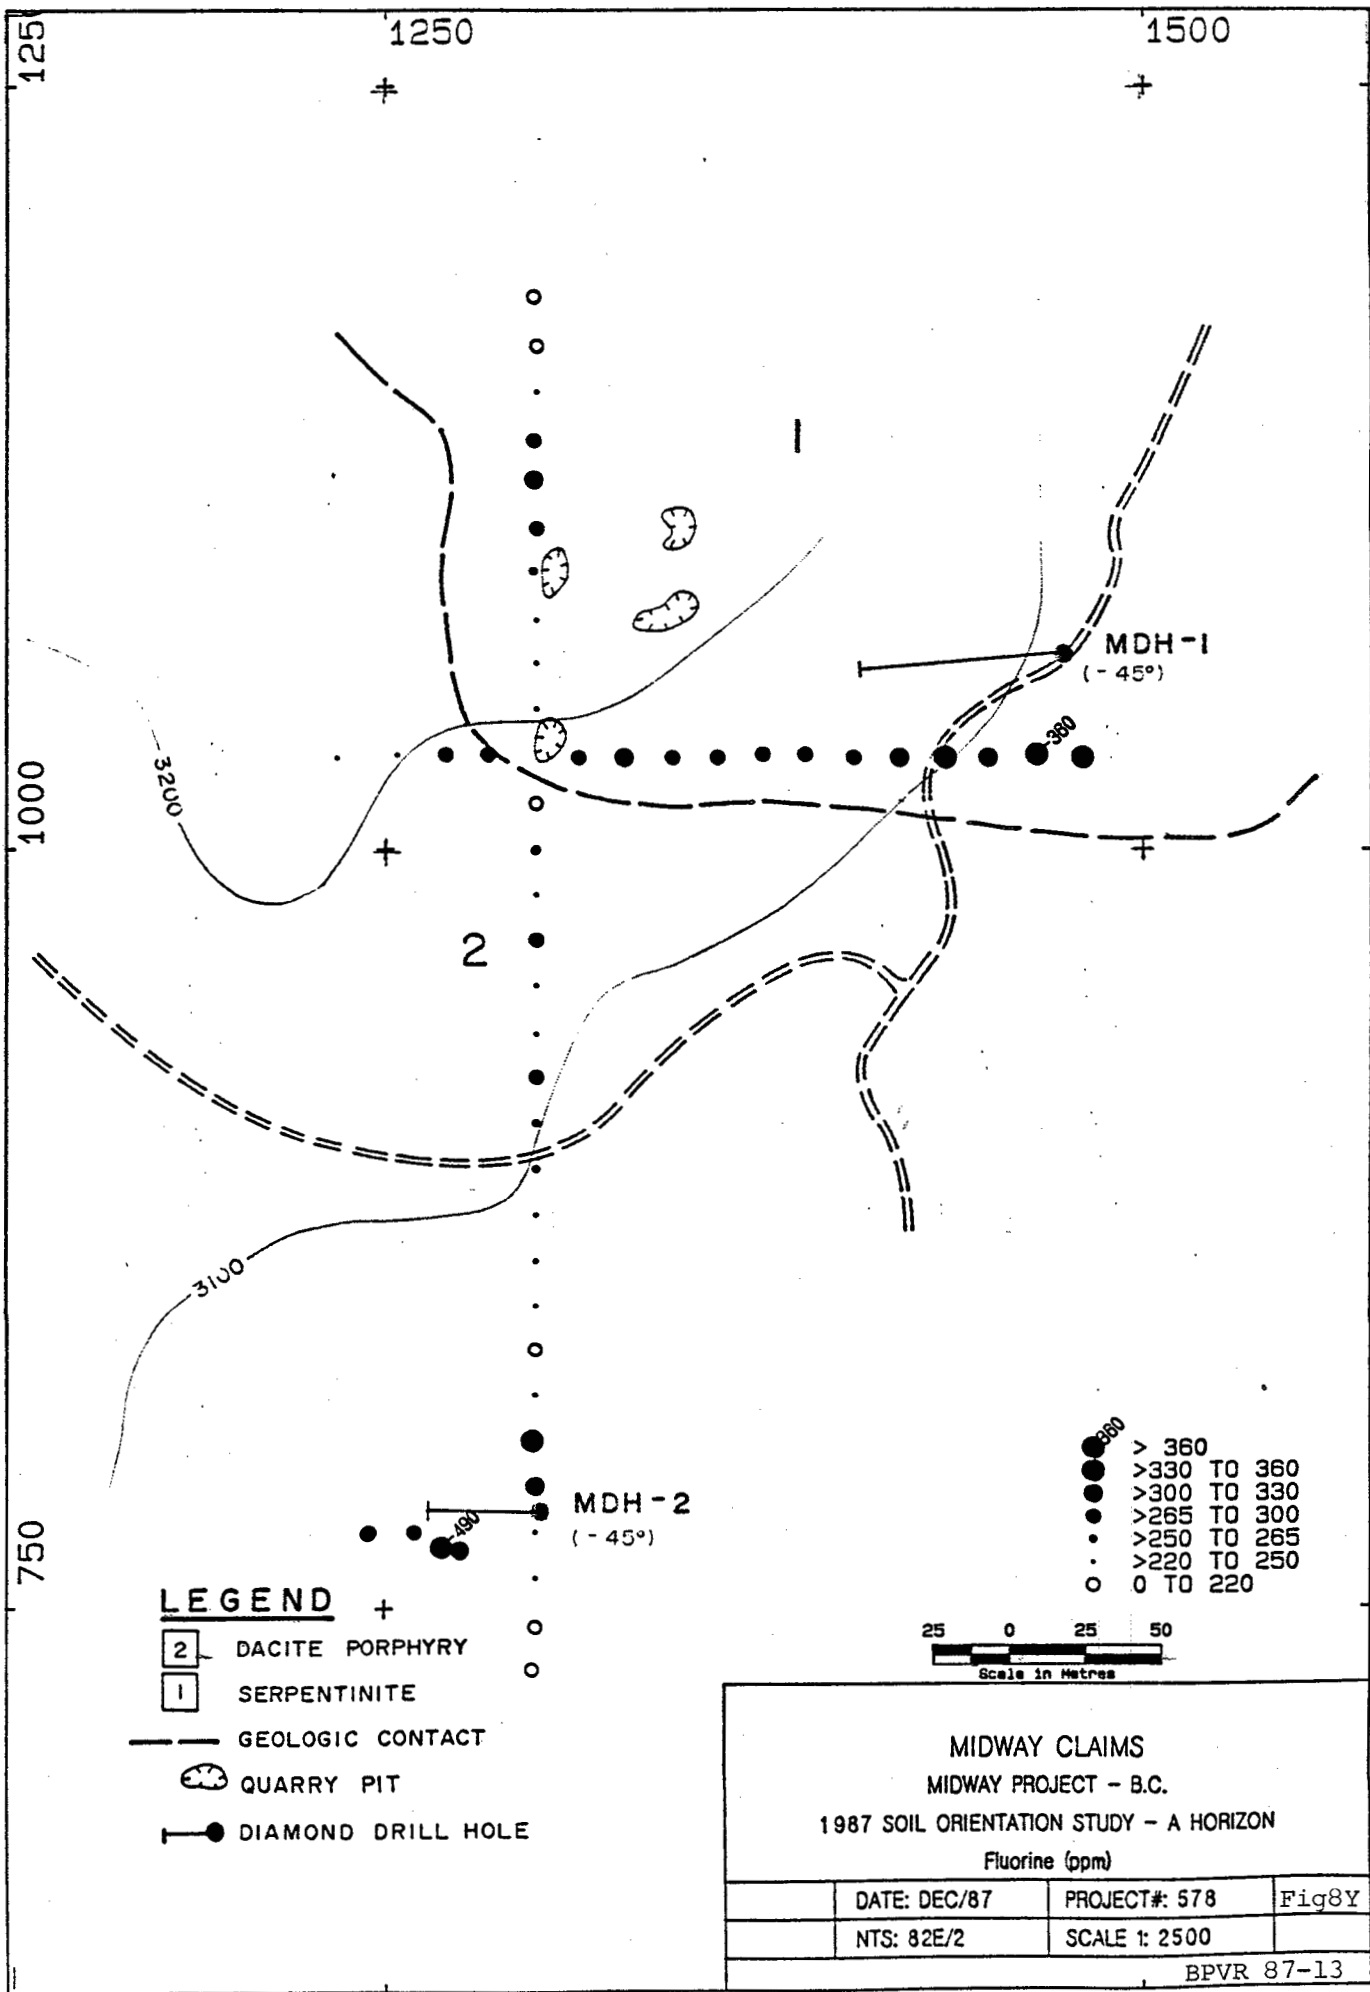 1250
1500
1250
1
MDH-1
(-45°)
-380
3200
1000
2
3100
750
-490
MDH-2
(-45°)
> 360
>330 TO 360
>300 TO 330
>265 TO 300
>250 TO 265
>220 TO 250
0 TO 220
25 0 25 50
Scale in Metres
LEGEND
2 DACITE PORPHYRY
1 SERPENTINITE
GEOLOGIC CONTACT
QUARRY PIT
DIAMOND DRILL HOLE
MIDWAY CLAIMS
MIDWAY PROJECT - B.C.
1987 SOIL ORIENTATION STUDY - A HORIZON
Fluorine (ppm)
DATE: DEC/87 PROJECT#: 578 Fig8Y
NTS: 82E/2 SCALE 1: 2500
BPVR 87-13